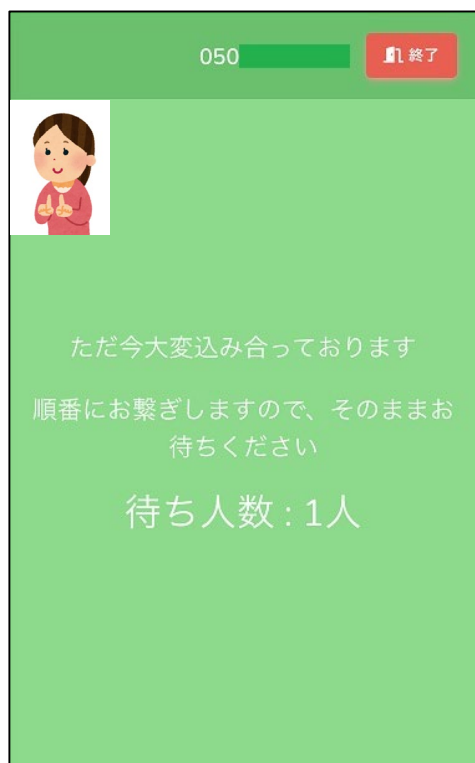 050
終了
ただ今大変込み合っております
順番にお繋ぎしますので、そのままお
待ちください
待ち人数 : 1人